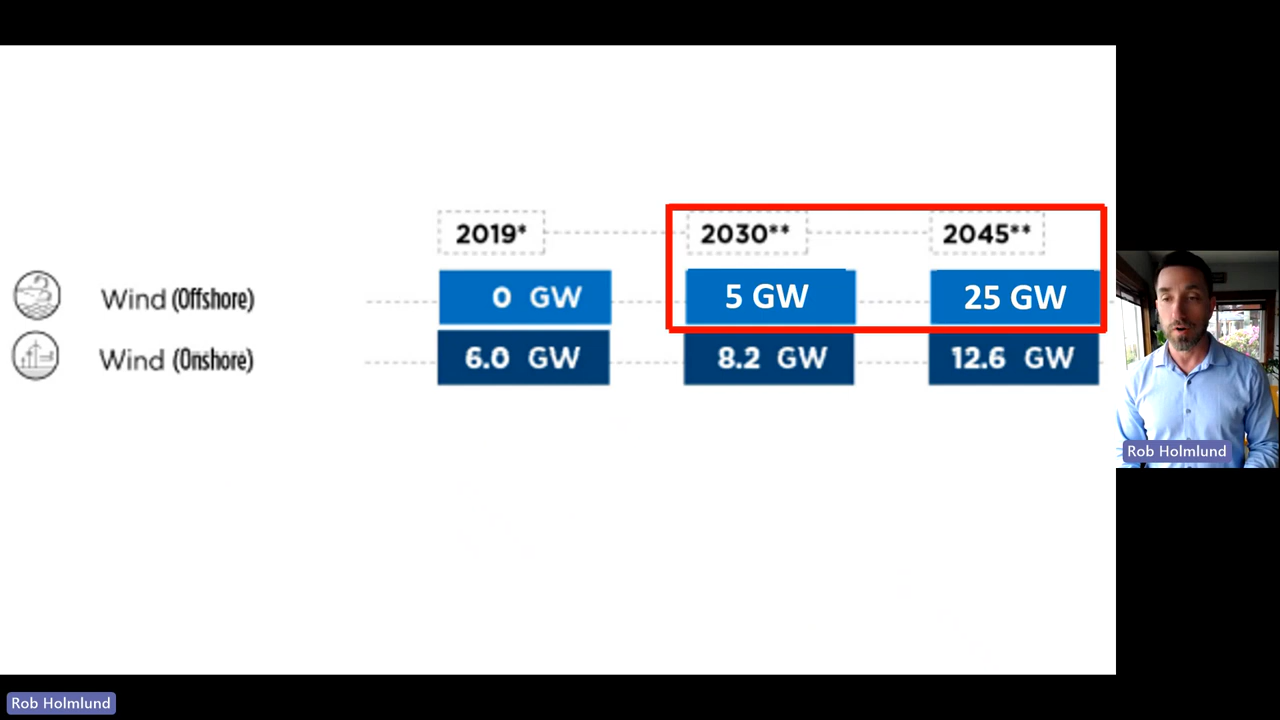 2019* 2030** 2045**
Wind (Offshore) 0 GW 5 GW 25 GW
Wind (Onshore) 6.0 GW 8.2 GW 12.6 GW
Rob Holmlund
Rob Holmlund